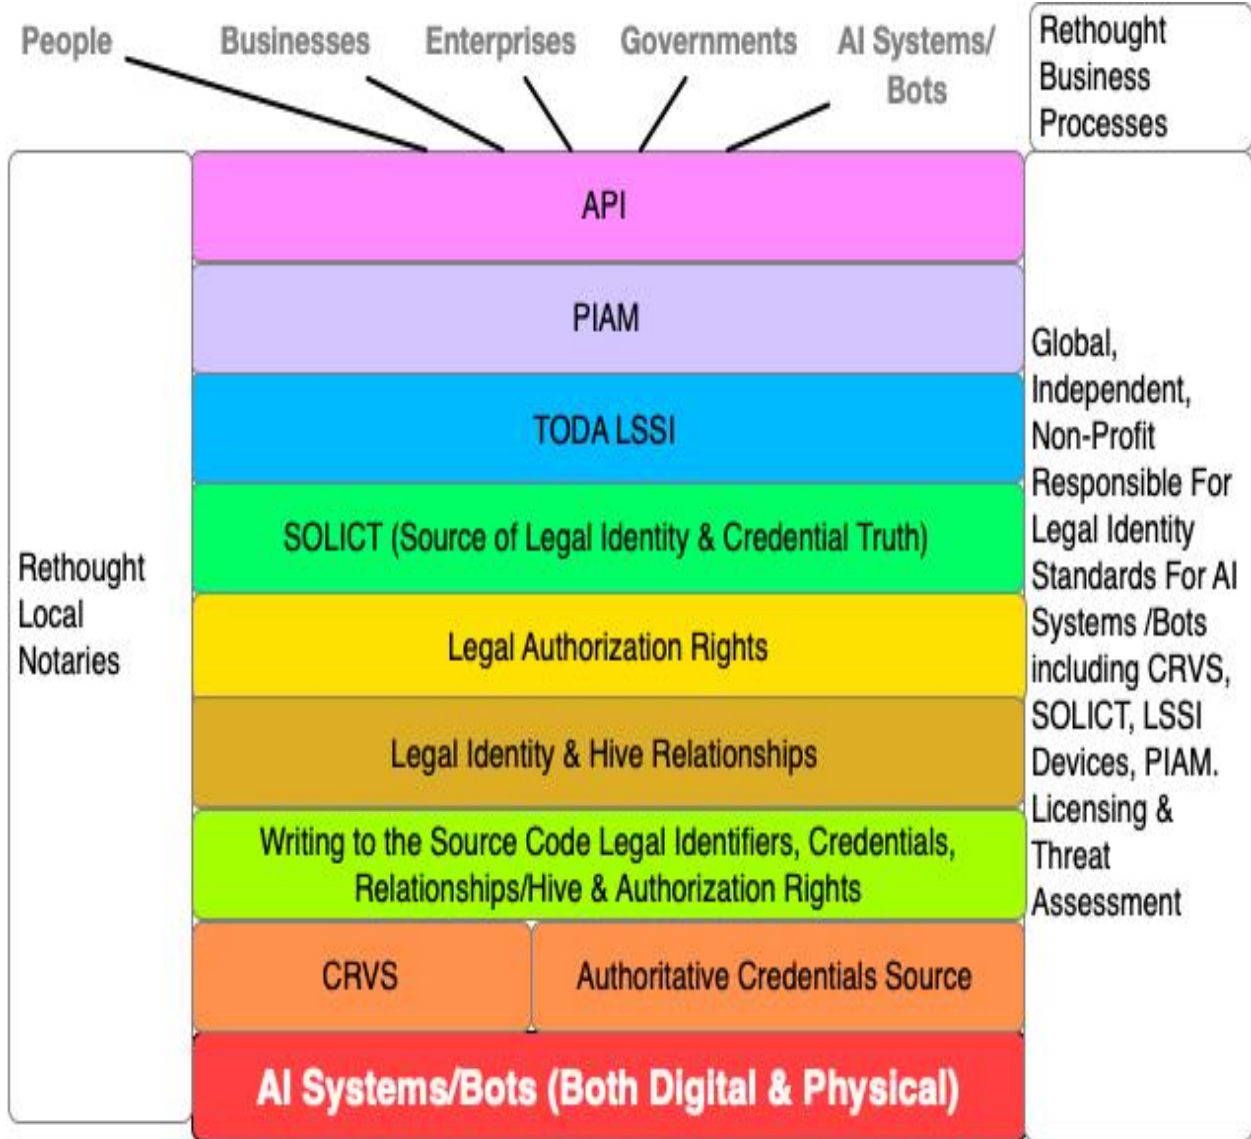 People
Businesses
Enterprises
Governments
AI Systems/
Bots
Rethought
Business
Processes
API
PIAM
TODA LSSI
SOLICT (Source of Legal Identity & Credential Truth)
Legal Authorization Rights
Legal Identity & Hive Relationships
Writing to the Source Code Legal Identifiers, Credentials,
Relationships/Hive & Authorization Rights
CRVS
Authoritative Credentials Source
AI Systems/Bots (Both Digital & Physical)
Rethought
Local
Notaries
Global,
Independent,
Non-Profit
Responsible For
Legal Identity
Standards For AI
Systems /Bots
including CRVS,
SOLICT, LSSI
Devices, PIAM.
Licensing &
Threat
Assessment